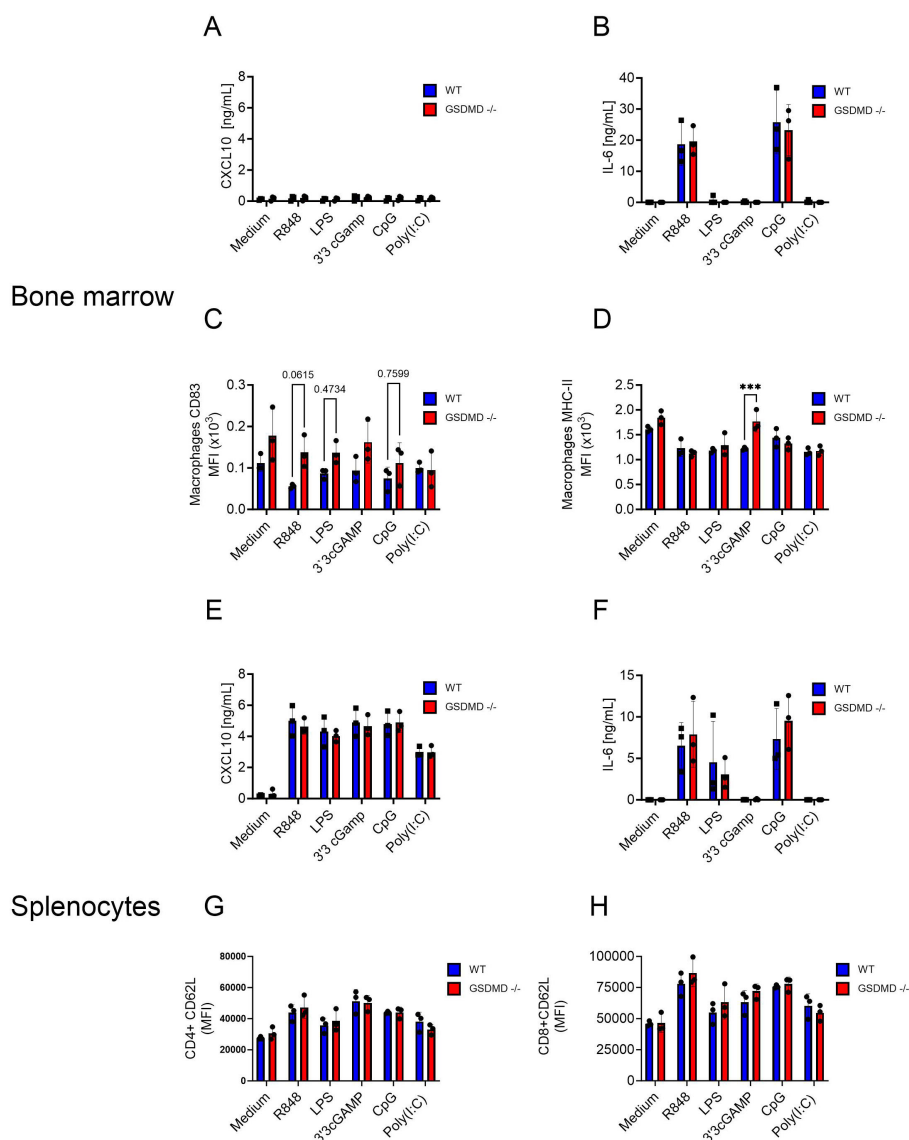 A
CXCL10 [ng/mL]
8
6
4
2
0
Medium
R848
LPS
3'3 cGamp
CpG
Poly(I:C)
WT
GSDMD -/-
B
IL-6 [ng/mL]
40
30
20
10
0
Medium
R848
LPS
3'3 cGamp
CpG
Poly(I:C)
WT
GSDMD -/-
Bone marrow
C
Macrophages CD83
MFI (x10³)
0.3
0.2
0.1
0.0
0.0615
0.4734
0.7599
Medium
R848
LPS
3'3cGAMP
CpG
Poly(I:C)
WT
GSDMD -/-
D
Macrophages MHC-II
MFI (x10³)
2.5
2.0
1.5
1.0
0.5
0.0
***
Medium
R848
LPS
3`3cGAMP
CpG
Poly(I:C)
WT
GSDMD -/-
E
CXCL10 [ng/mL]
8
6
4
2
0
Medium
R848
LPS
3'3 cGamp
CpG
Poly(I:C)
WT
GSDMD -/-
F
IL-6 [ng/mL]
15
10
5
0
Medium
R848
LPS
3'3 cGamp
CpG
Poly(I:C)
WT
GSDMD -/-
Splenocytes
G
CD4+ CD62L
(MFI)
80000
60000
40000
20000
0
Medium
R848
LPS
3'3cGAMP
CpG
Poly(I:C)
WT
GSDMD -/-
H
CD8+CD62L
(MFI)
100000
75000
50000
25000
0
Medium
R848
LPS
3'3cGAMP
CpG
Poly(I:C)
WT
GSDMD -/-